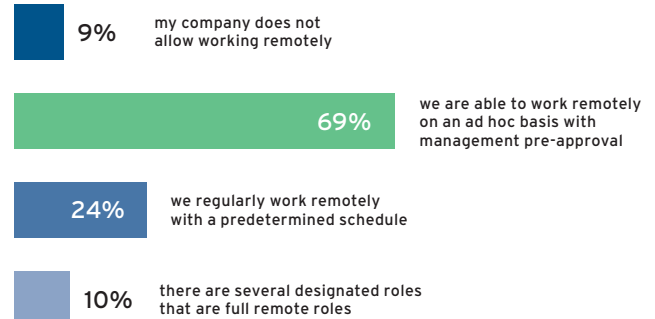 9%
my company does not
allow working remotely
69%
we are able to work remotely
on an ad hoc basis with
management pre-approval
24%
we regularly work remotely
with a predetermined schedule
10%
there are several designated roles
that are full remote roles